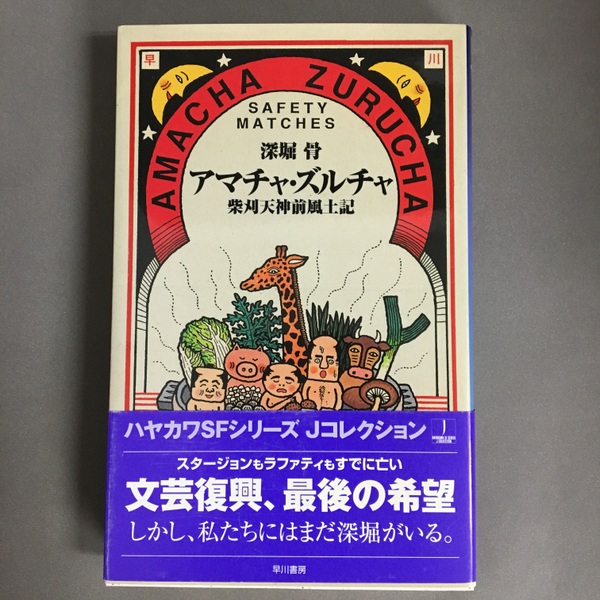 早 川
AMACHA ZURUCHA
SAFETY
MATCHES
深堀 骨
アマチャ・ズルチャ
柴刈天神前風土記
ハヤカワSFシリーズ Jコレクション
J
スタージョンもラファティもすでに亡い
文芸復興、最後の希望
しかし、私たちにはまだ深堀がいる。
早川書房